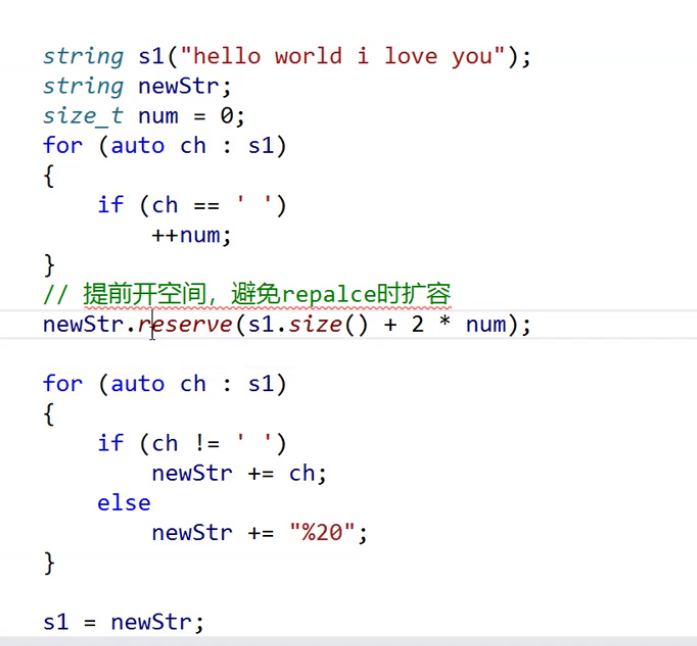 string s1("hello world i love you");
string newStr;
size_t num = 0;
for (auto ch : s1)
{
if (ch == ' ')
++num;
}
// 提前开空间，避免repalce时扩容
newStr.reserve(s1.size() + 2 * num);
for (auto ch : s1)
{
if (ch != ' ')
newStr += ch;
else
newStr += "%20";
}
s1 = newStr;